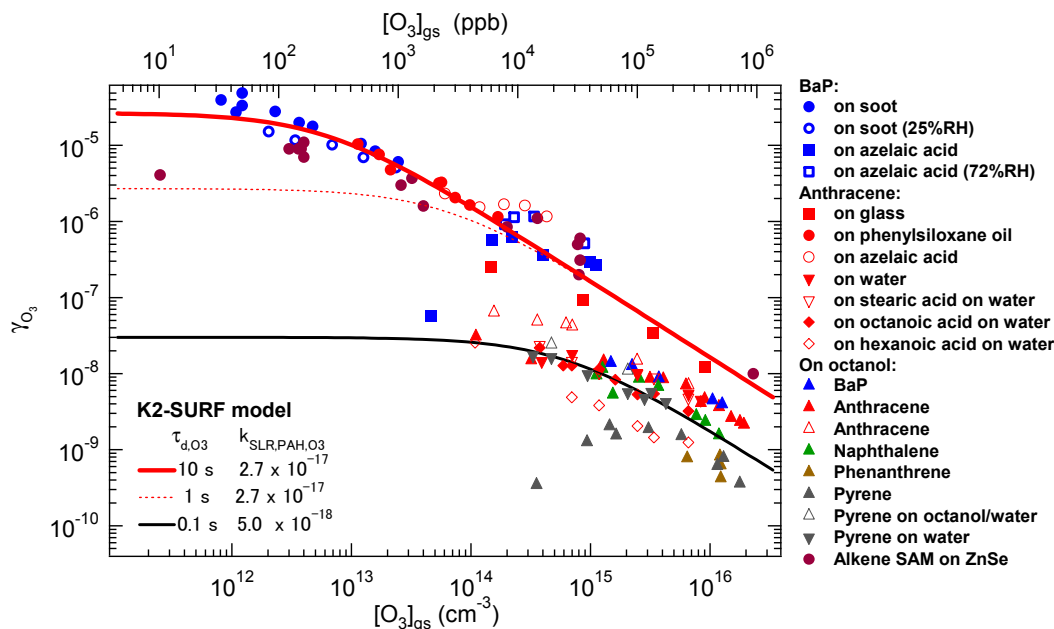 [O3]gs (ppb)
10^1 10^2 10^3 10^4 10^5 10^6
10^-5
10^-6
10^-7
10^-8
10^-9
10^-10
γO3
K2-SURF model
τd,O3 kSLR,PAH,O3
10 s 2.7 x 10^-17
1 s 2.7 x 10^-17
0.1 s 5.0 x 10^-18
10^12 10^13 10^14 10^15 10^16
[O3]gs (cm^-3)
BaP:
on soot
on soot (25%RH)
on azelaic acid
on azelaic acid (72%RH)
Anthracene:
on glass
on phenylsiloxane oil
on azelaic acid
on water
on stearic acid on water
on octanoic acid on water
on hexanoic acid on water
On octanol:
BaP
Anthracene
Anthracene
Naphthalene
Phenanthrene
Pyrene
Pyrene on octanol/water
Pyrene on water
Alkene SAM on ZnSe